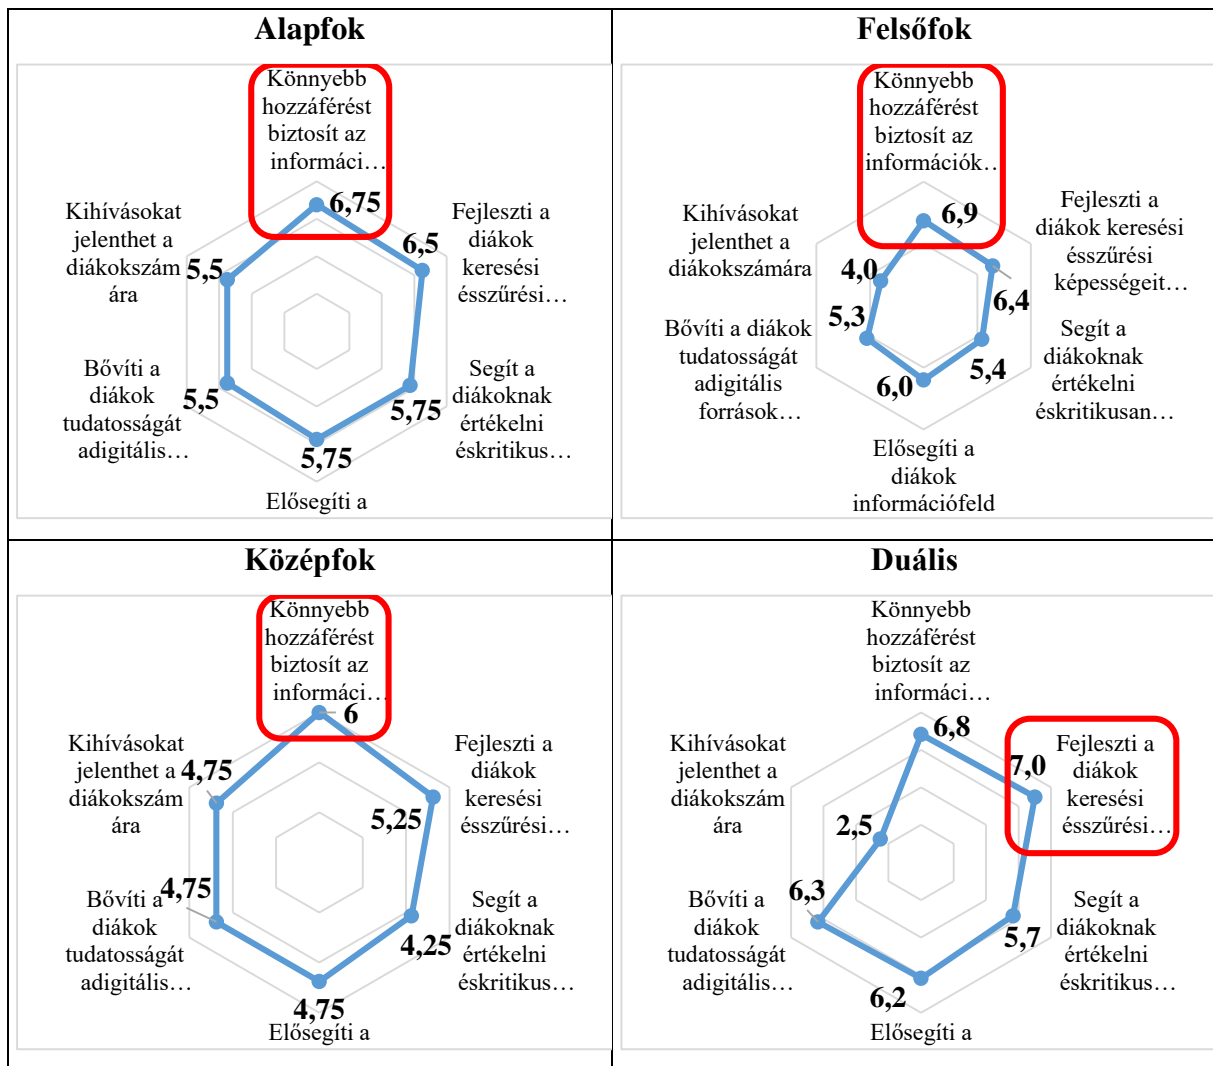 Alapfok
Könnyebb
hozzáférést
biztosít az
informáci…
6,75
Fejleszti a
diákok
keresési
ésszűrési…
6,5
Segít a
diákoknak
értékelni
éskritikus…
5,75
Elősegíti a
5,75
Bővíti a
diákok
tudatosságát
adigitális…
5,5
Kihívásokat
jelenthet a
diákokszám
ára
5,5
Felsőfok
Könnyebb
hozzáférést
biztosít az
információk…
6,9
Fejleszti a
diákok keresési
ésszűrési
képességeit…
6,4
Segít a
diákoknak
értékelni
éskritikusan…
5,4
Elősegíti a
diákok
információfeld
6,0
Bővíti a diákok
tudatosságát
adigitális
források…
5,3
Kihívásokat
jelenthet a
diákokszámára
4,0
Középfok
Könnyebb
hozzáférést
biztosít az
informáci…
6
Fejleszti a
diákok
keresési
ésszűrési…
5,25
Segít a
diákoknak
értékelni
éskritikus…
4,25
Elősegíti a
4,75
Bővíti a
diákok
tudatosságát
adigitális…
4,75
Kihívásokat
jelenthet a
diákokszám
ára
4,75
Duális
Könnyebb
hozzáférést
biztosít az
informáci…
6,8
Fejleszti a
diákok
keresési
ésszűrési…
7,0
Segít a
diákoknak
értékelni
éskritikus…
5,7
Elősegíti a
6,2
Bővíti a
diákok
tudatosságát
adigitális…
6,3
Kihívásokat
jelenthet a
diákokszám
ára
2,5